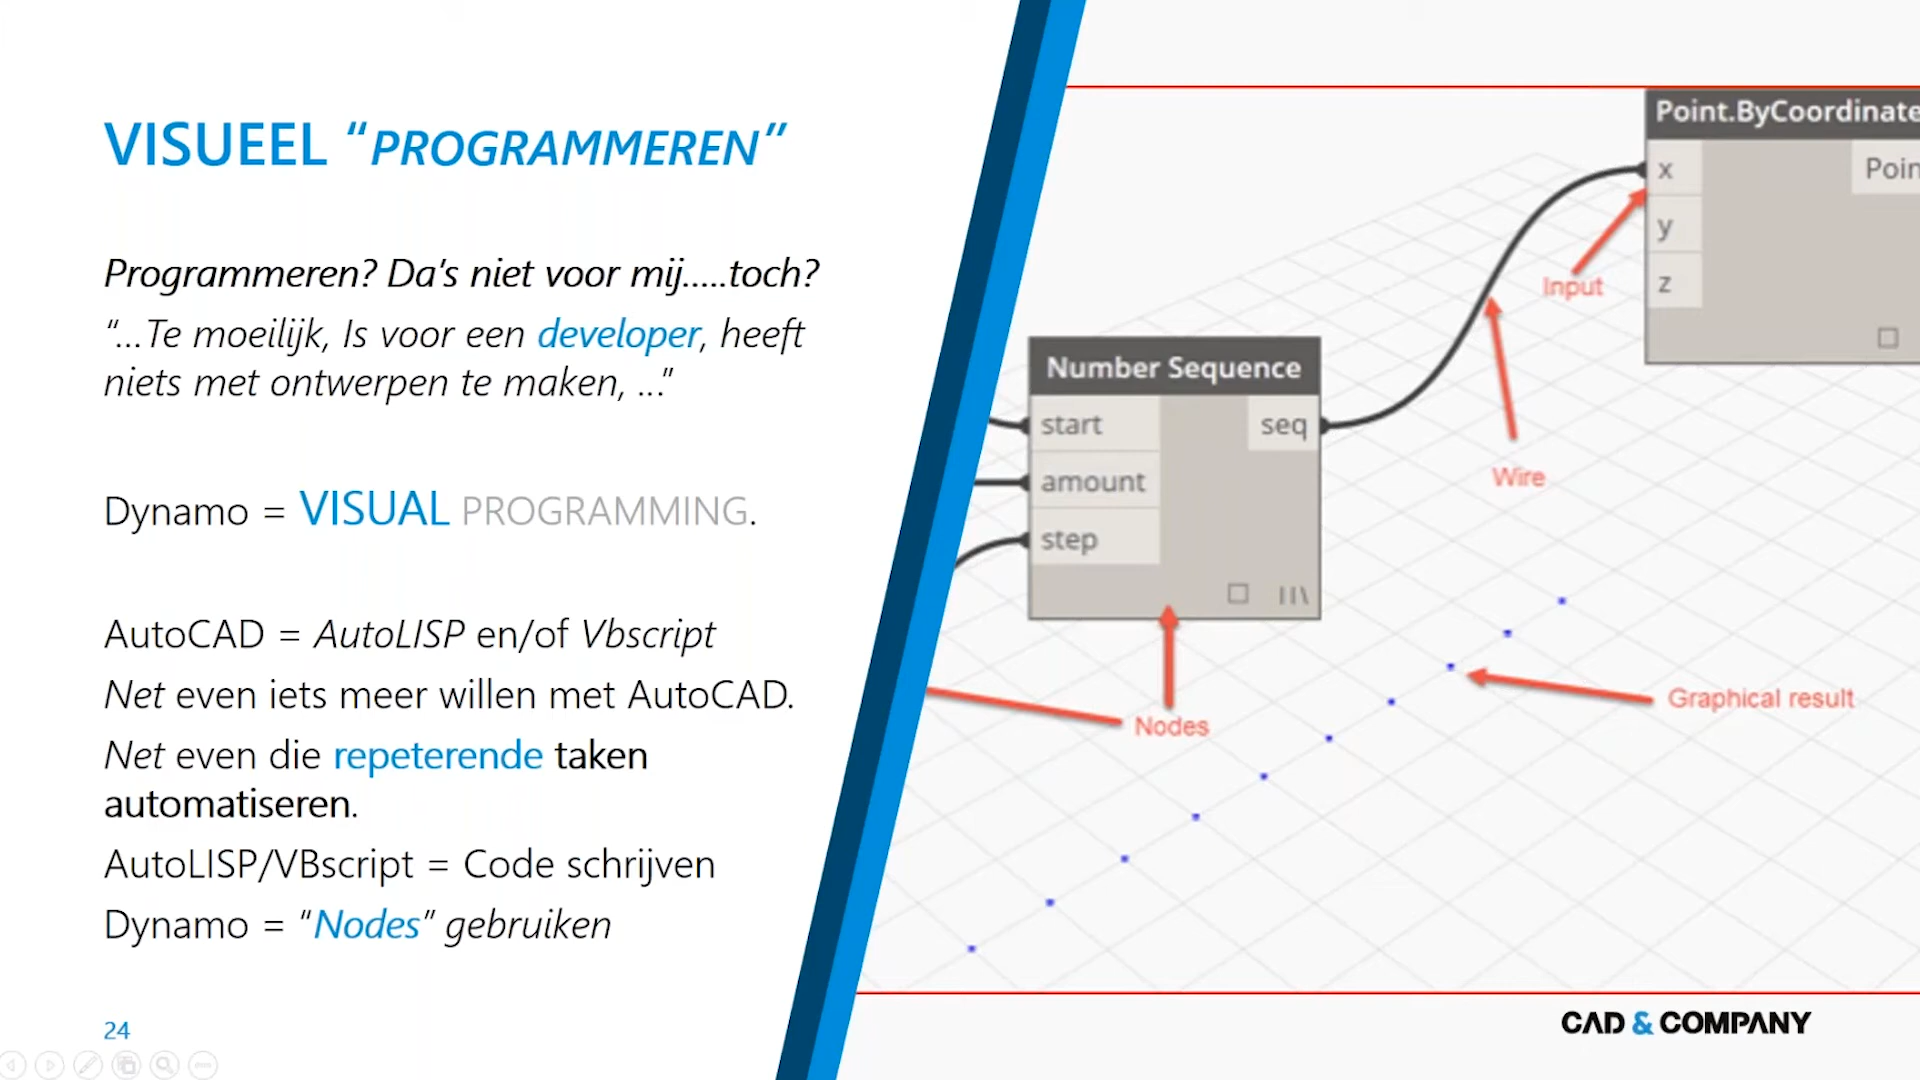 VISUEEL “PROGRAMMEREN”
Programmeren? Da's niet voor mij.....toch?
“...Te moeilijk, Is voor een developer, heeft
niets met ontwerpen te maken, ...”
Dynamo = VISUAL PROGRAMMING.
AutoCAD = AutoLISP en/of Vbscript
Net even iets meer willen met AutoCAD.
Net even die repeterende taken
automatiseren.
AutoLISP/VBscript = Code schrijven
Dynamo = “Nodes” gebruiken
24
Point.ByCoordinate
x
Poin
y
z
Input
Number Sequence
start
seq
amount
step
Wire
Nodes
Graphical result
CAD & COMPANY